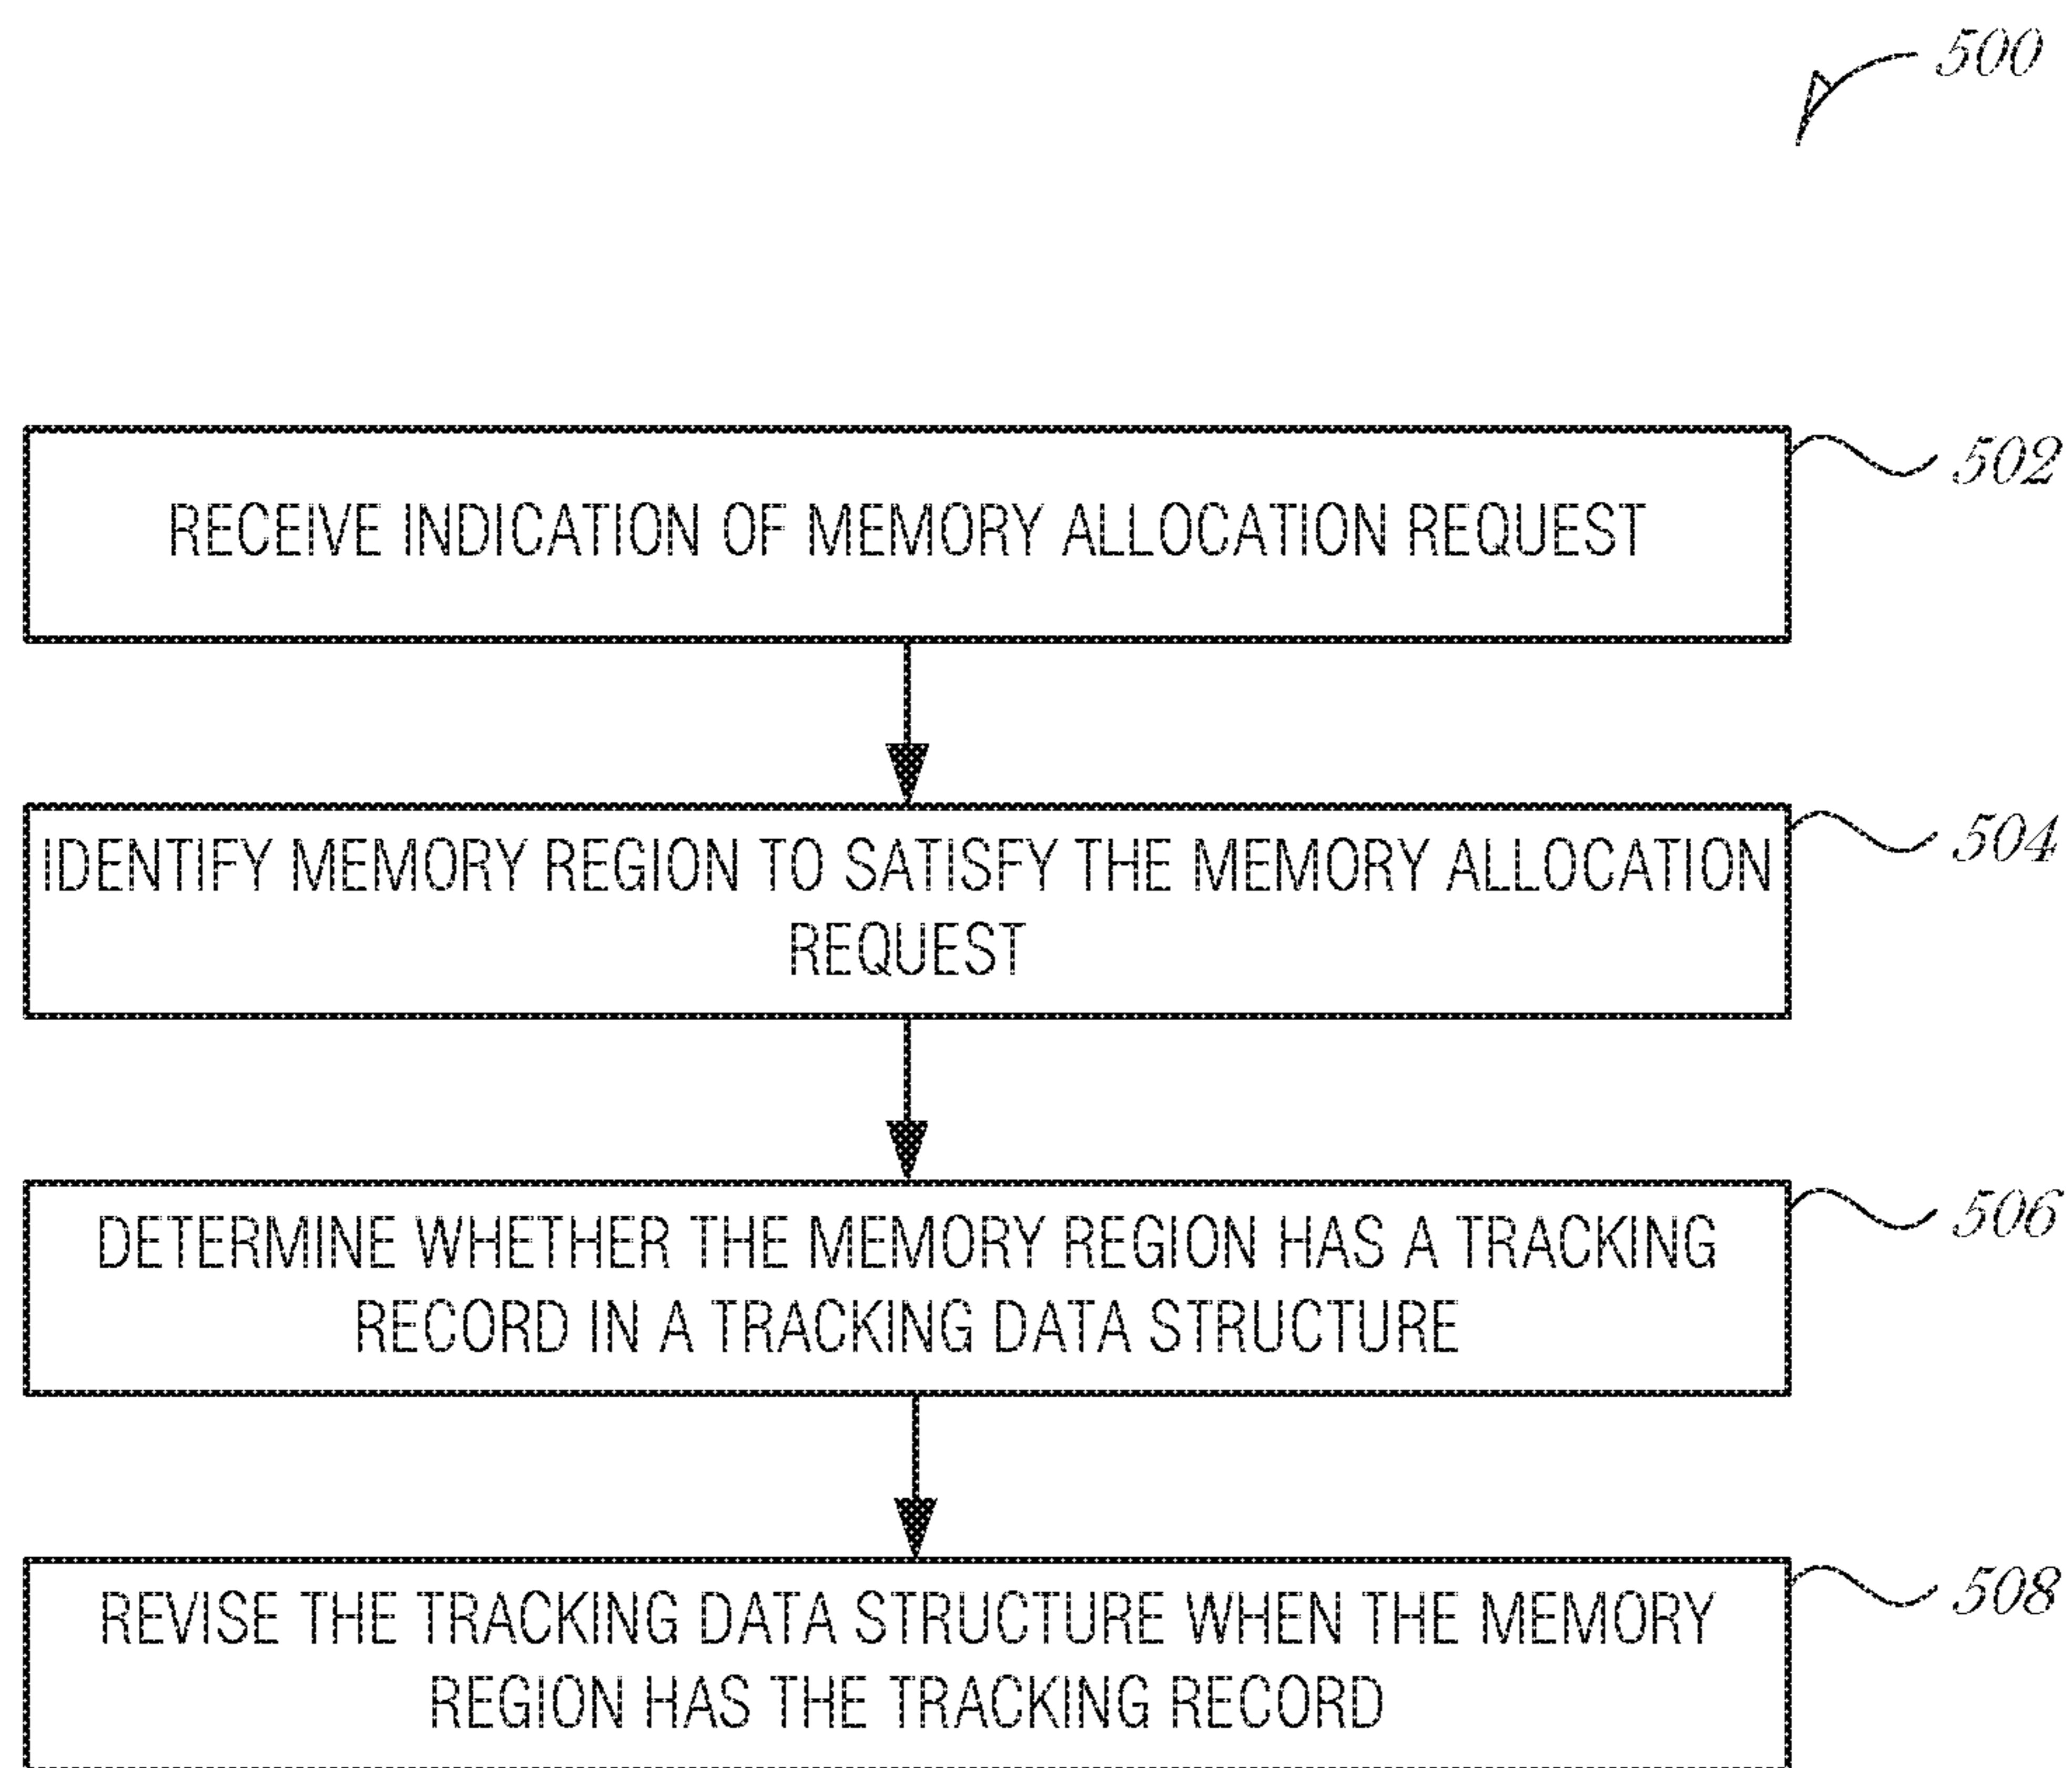 500
RECEIVE INDICATION OF MEMORY ALLOCATION REQUEST
502
IDENTIFY MEMORY REGION TO SATISFY THE MEMORY ALLOCATION
REQUEST
504
DETERMINE WHETHER THE MEMORY REGION HAS A TRACKING
RECORD IN A TRACKING DATA STRUCTURE
506
REVISE THE TRACKING DATA STRUCTURE WHEN THE MEMORY
REGION HAS THE TRACKING RECORD
508